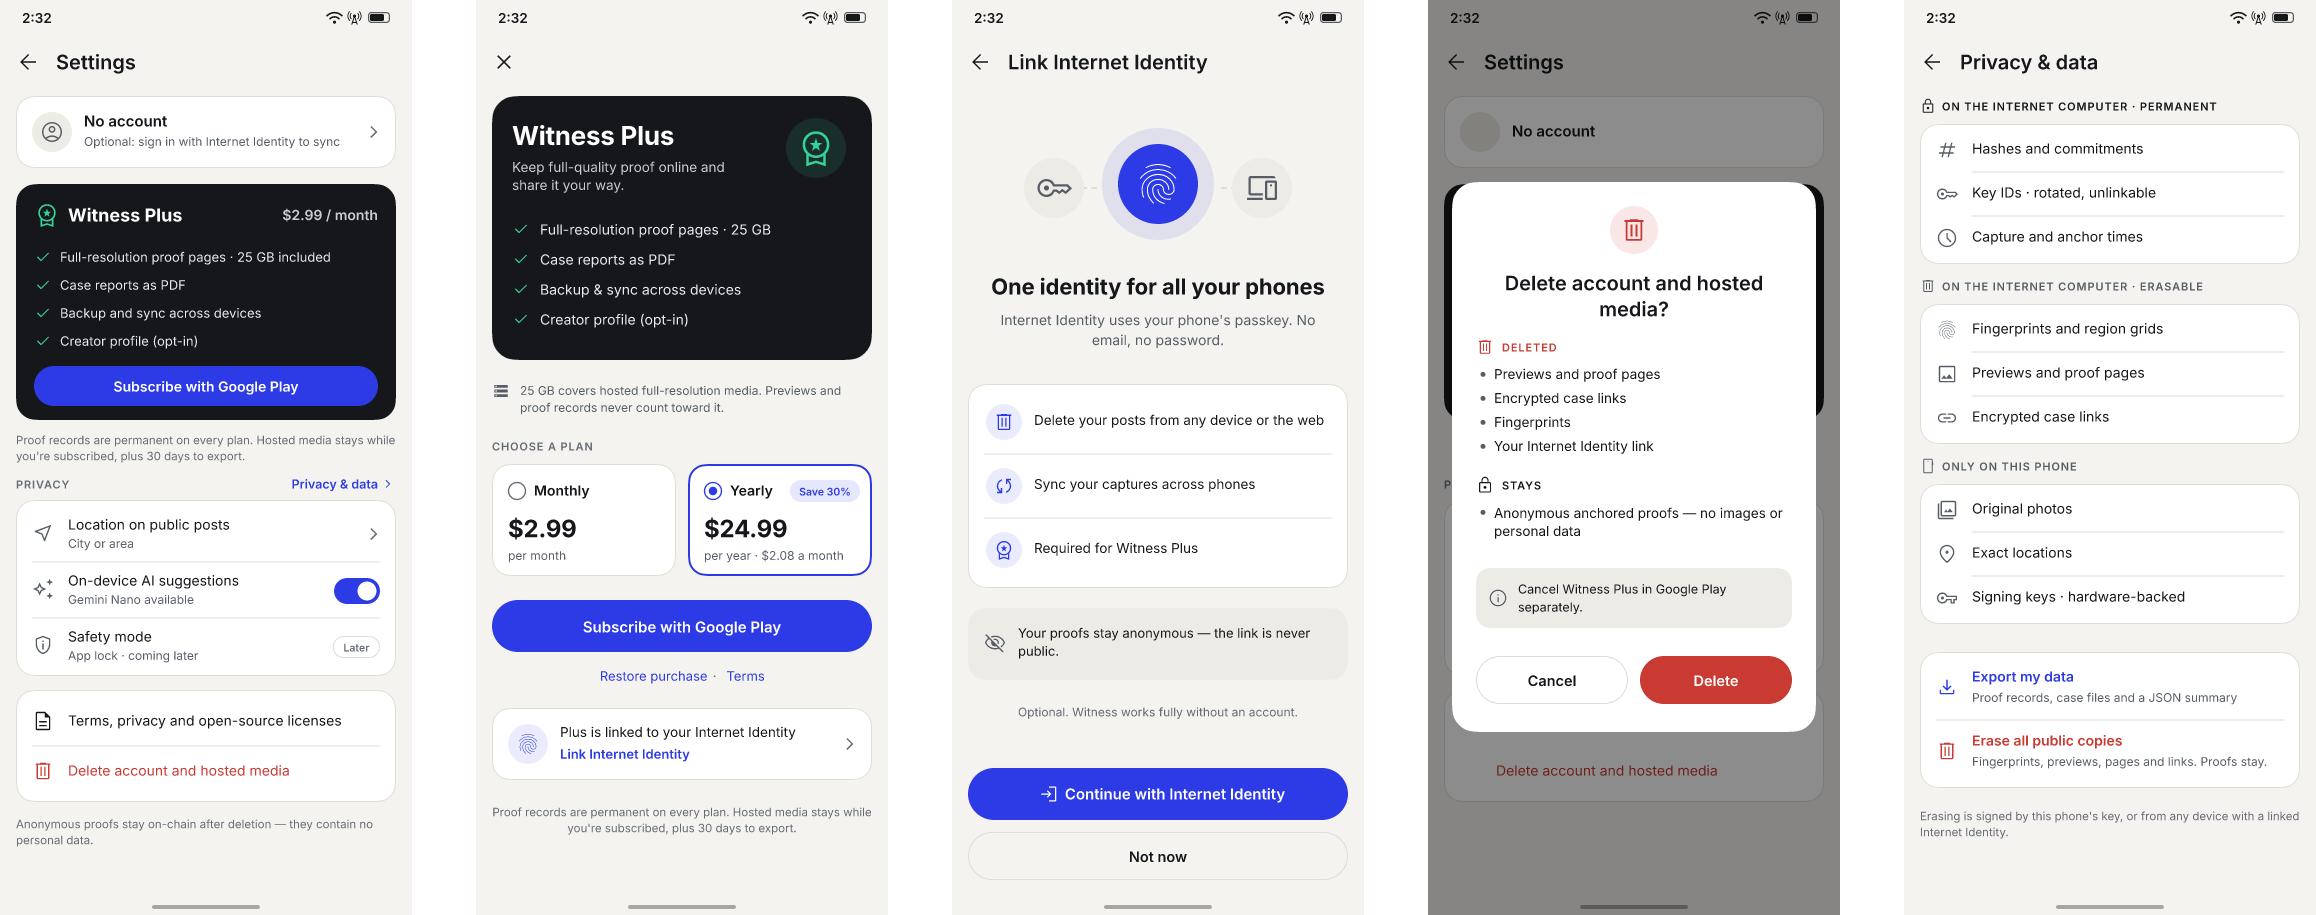 2:32
Settings
No account
Optional: sign in with Internet Identity to sync
Witness Plus
$2.99 / month
Full-resolution proof pages · 25 GB included
Case reports as PDF
Backup and sync across devices
Creator profile (opt-in)
Subscribe with Google Play
Proof records are permanent on every plan. Hosted media stays while
you're subscribed, plus 30 days to export.
PRIVACY
Privacy & data
Location on public posts
City or area
On-device AI suggestions
Gemini Nano available
Safety mode
App lock · coming later
Later
Terms, privacy and open-source licenses
Delete account and hosted media
Anonymous proofs stay on-chain after deletion — they contain no
personal data.
2:32
Witness Plus
Keep full-quality proof online and
share it your way.
Full-resolution proof pages · 25 GB
Case reports as PDF
Backup & sync across devices
Creator profile (opt-in)
25 GB covers hosted full-resolution media. Previews and
proof records never count toward it.
CHOOSE A PLAN
Monthly
$2.99
per month
Yearly
Save 30%
$24.99
per year · $2.08 a month
Subscribe with Google Play
Restore purchase · Terms
Plus is linked to your Internet Identity
Link Internet Identity
Proof records are permanent on every plan. Hosted media stays while
you're subscribed, plus 30 days to export.
2:32
Link Internet Identity
One identity for all your phones
Internet Identity uses your phone's passkey. No
email, no password.
Delete your posts from any device or the web
Sync your captures across phones
Required for Witness Plus
Your proofs stay anonymous — the link is never
public.
Optional. Witness works fully without an account.
Continue with Internet Identity
Not now
2:32
Settings
No account
Delete account and hosted
media?
DELETED
Previews and proof pages
Encrypted case links
Fingerprints
Your Internet Identity link
STAYS
Anonymous anchored proofs — no images or
personal data
Cancel Witness Plus in Google Play
separately.
Cancel
Delete
Delete account and hosted media
2:32
Privacy & data
ON THE INTERNET COMPUTER · PERMANENT
Hashes and commitments
Key IDs · rotated, unlinkable
Capture and anchor times
ON THE INTERNET COMPUTER · ERASABLE
Fingerprints and region grids
Previews and proof pages
Encrypted case links
ONLY ON THIS PHONE
Original photos
Exact locations
Signing keys · hardware-backed
Export my data
Proof records, case files and a JSON summary
Erase all public copies
Fingerprints, previews, pages and links. Proofs stay.
Erasing is signed by this phone's key, or from any device with a linked
Internet Identity.